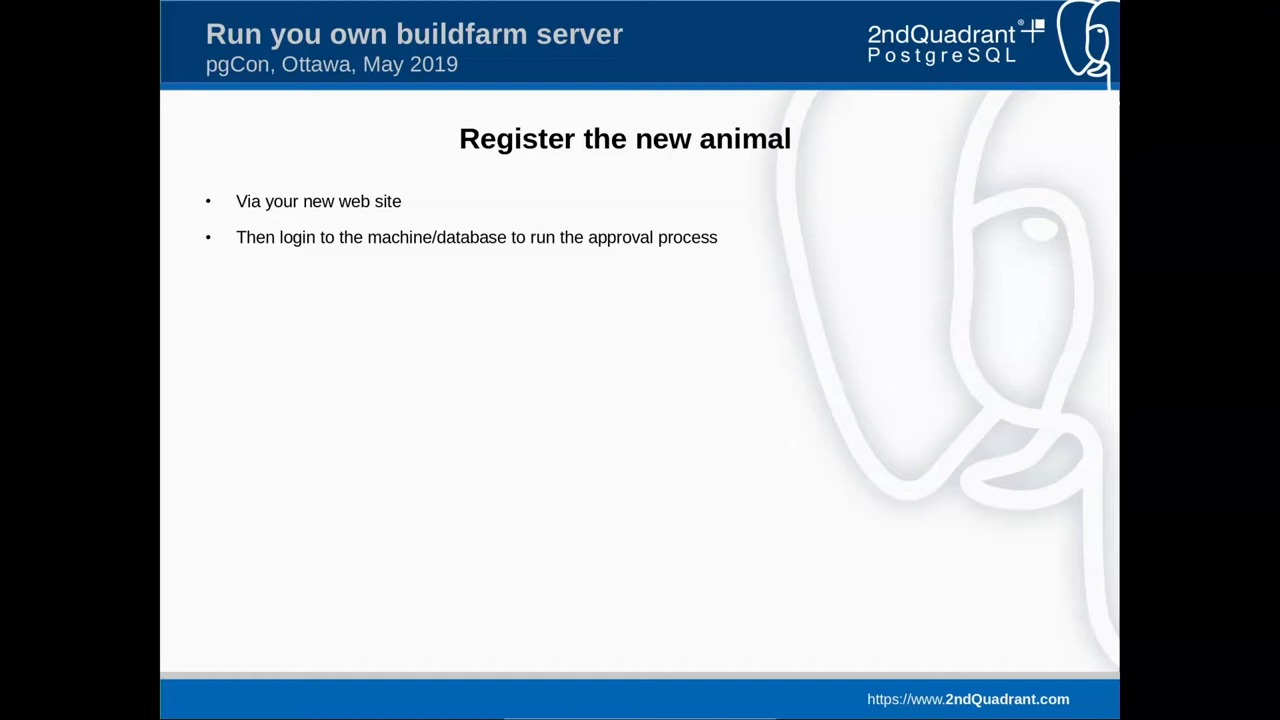 Run you own buildfarm server
pgCon, Ottawa, May 2019
2ndQuadrant®
PostgreSQL
Register the new animal
• Via your new web site
• Then login to the machine/database to run the approval process
https://www.2ndQuadrant.com